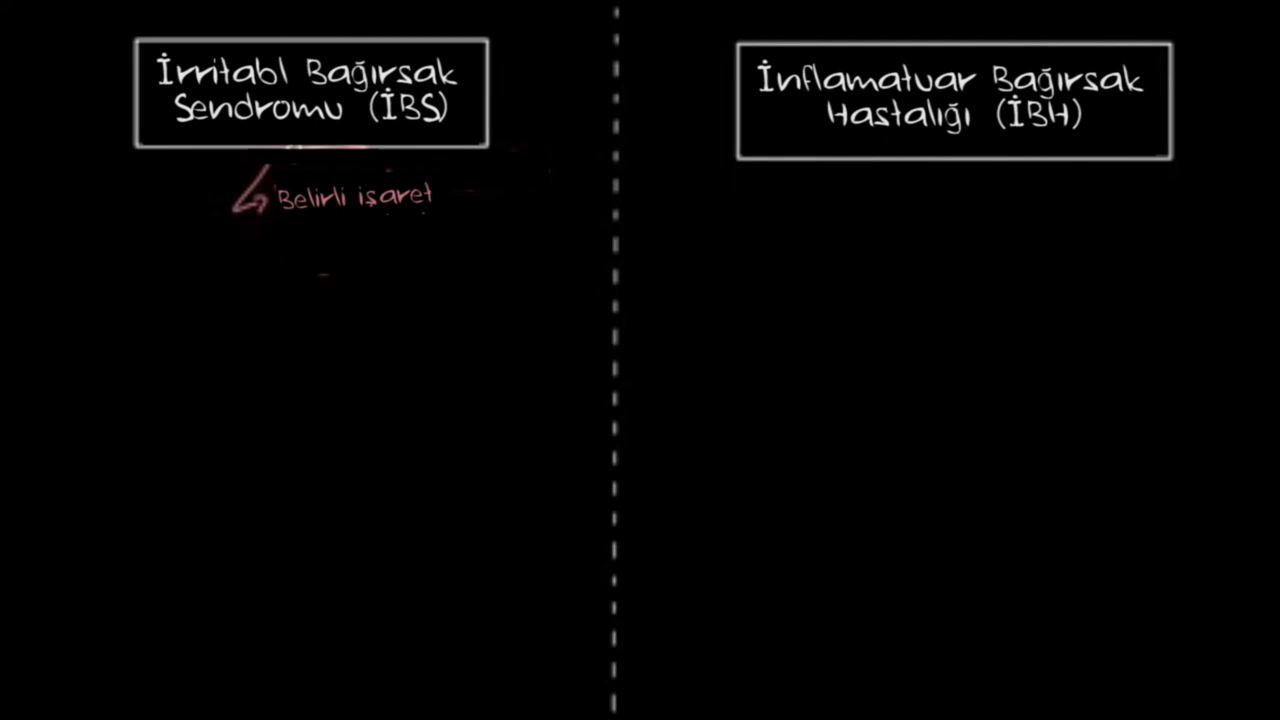 İrritabl Bağırsak
Sendromu (İBS)
Belirli işaret
İnflamatuar Bağırsak
Hastalığı (İBH)